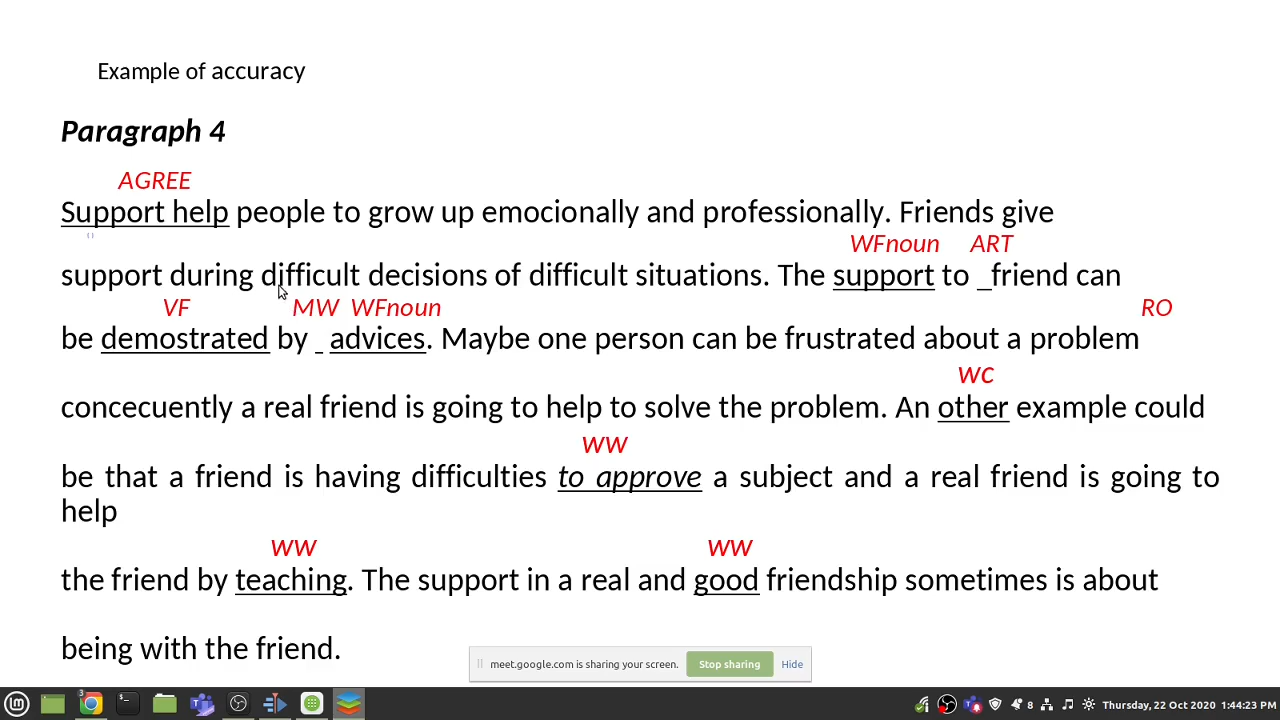 Example of accuracy
Paragraph 4
AGREE
Support help people to grow up emocionally and professionally. Friends give
WFnoun ART
support during difficult decisions of difficult situations. The support to _friend can
VF MW WFnoun RO
be demostrated by _ advices. Maybe one person can be frustrated about a problem
WC
concecuently a real friend is going to help to solve the problem. An other example could
WW
be that a friend is having difficulties to approve a subject and a real friend is going to
help
WW WW
the friend by teaching. The support in a real and good friendship sometimes is about
being with the friend.
meet.google.com is sharing your screen. Stop sharing Hide
3 8 Thursday, 22 Oct 2020 1:44:23 PM